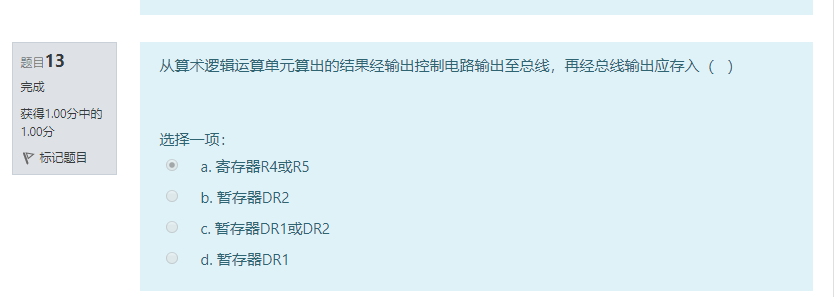 题目13
完成
获得1.00分中的
1.00分
标记题目
从算术逻辑运算单元算出的结果经输出控制电路输出至总线，再经总线输出应存入（ ）
选择一项：
a. 寄存器R4或R5
b. 暂存器DR2
c. 暂存器DR1或DR2
d. 暂存器DR1